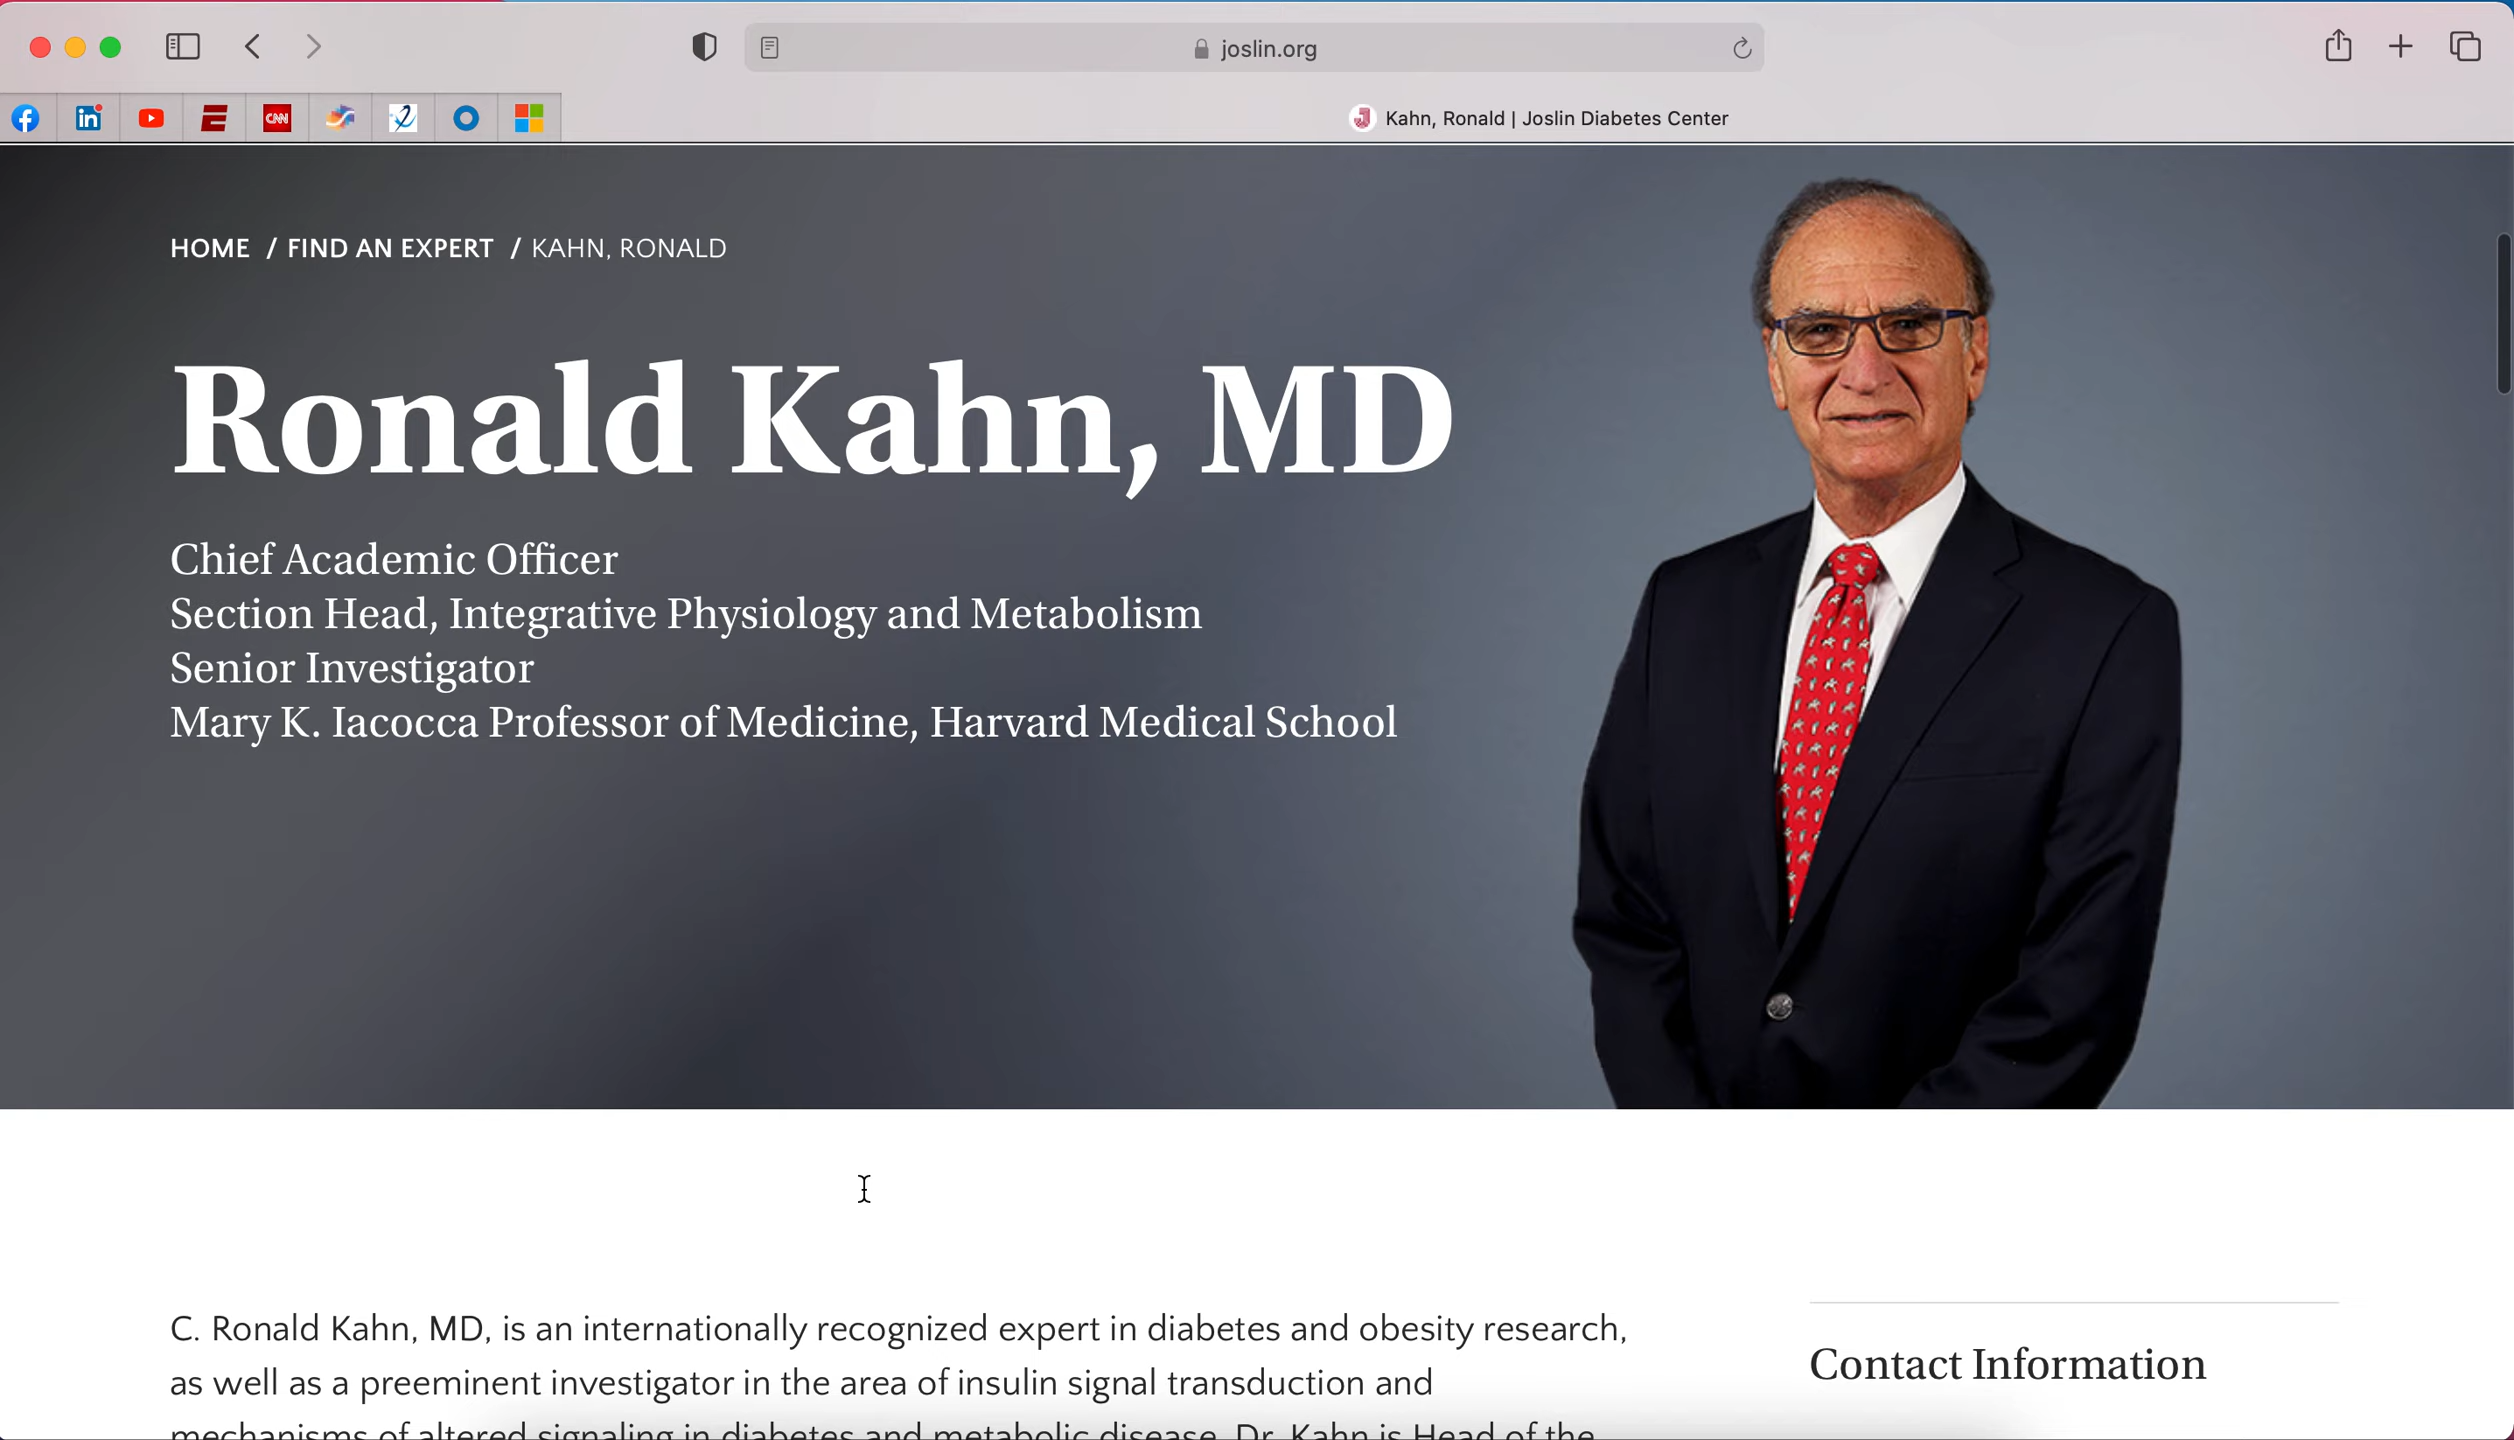 joslin.org
in
CNN
Kahn, Ronald | Joslin Diabetes Center
HOME / FIND AN EXPERT / KAHN, RONALD
Ronald Kahn, MD
Chief Academic Officer
Section Head, Integrative Physiology and Metabolism
Senior Investigator
Mary K. Iacocca Professor of Medicine, Harvard Medical School
C. Ronald Kahn, MD, is an internationally recognized expert in diabetes and obesity research,
as well as a preeminent investigator in the area of insulin signal transduction and
mechanisms of altered signaling in diabetes and metabolic disease. Dr. Kahn is Head of the
Contact Information